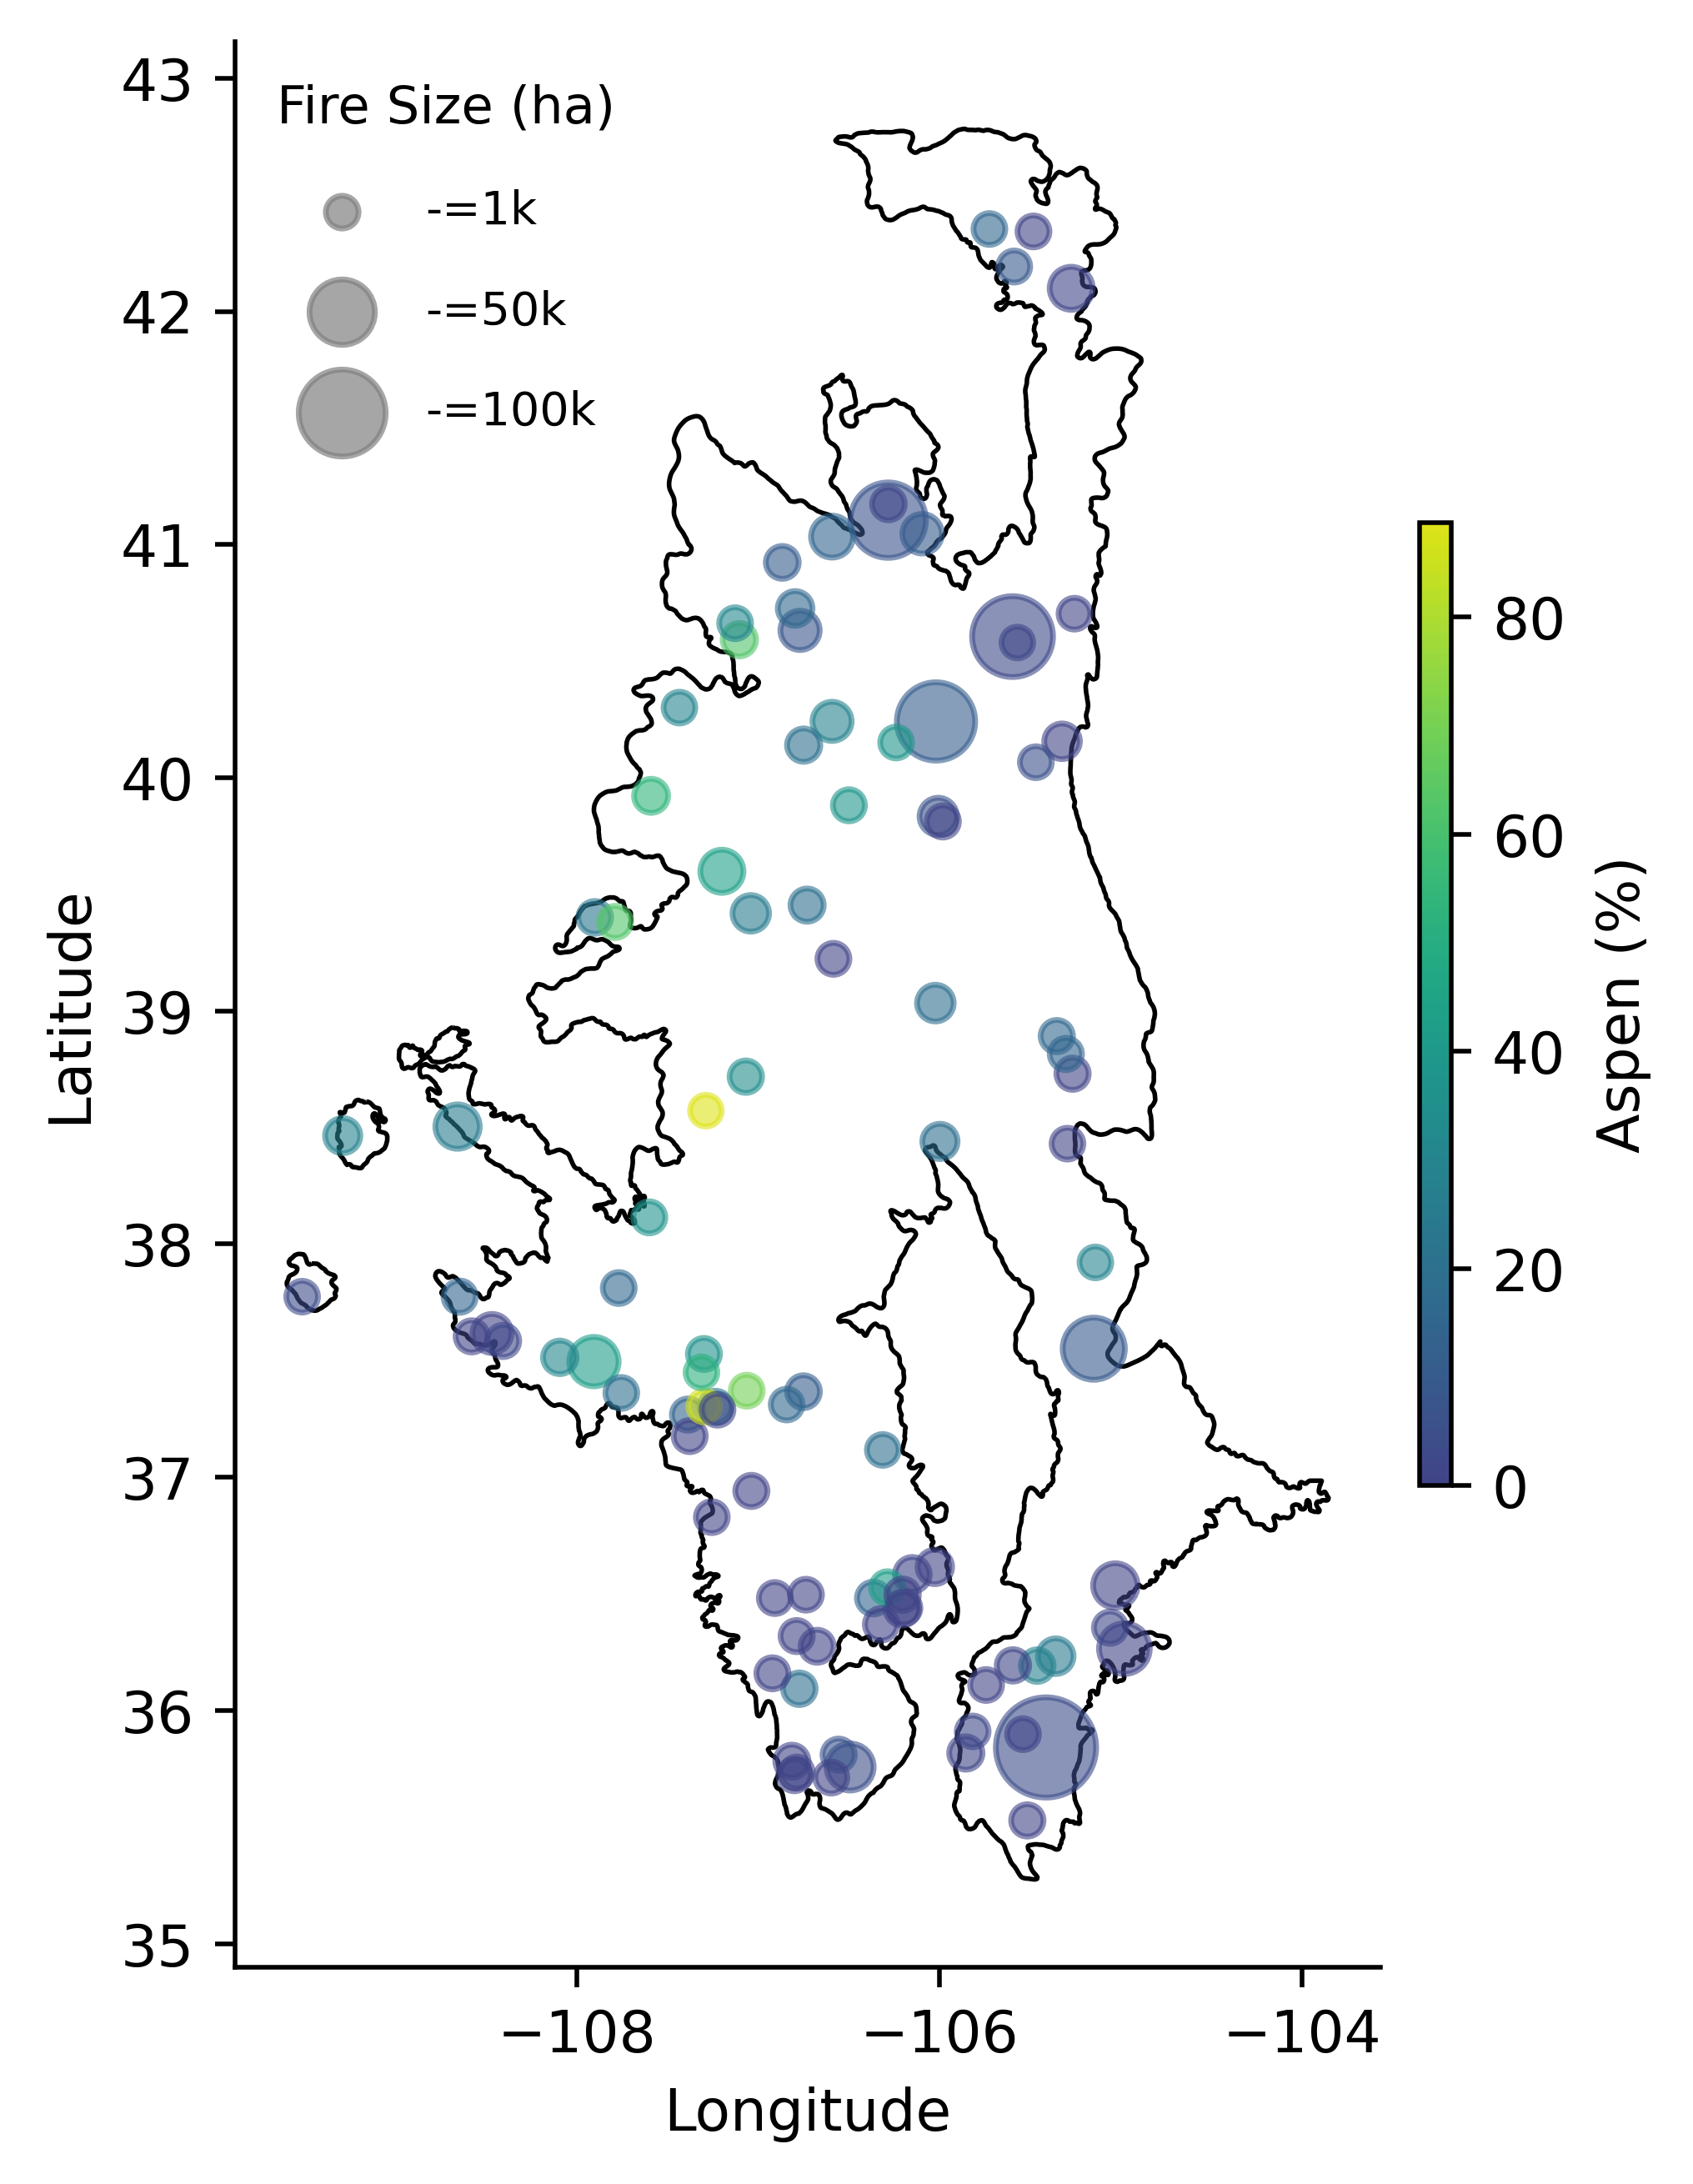 Fire Size (ha)
-=1k
-=50k
-=100k
43
42
41
40
39
38
37
36
35
Latitude
−108
−106
−104
Longitude
80
60
40
20
0
Aspen (%)